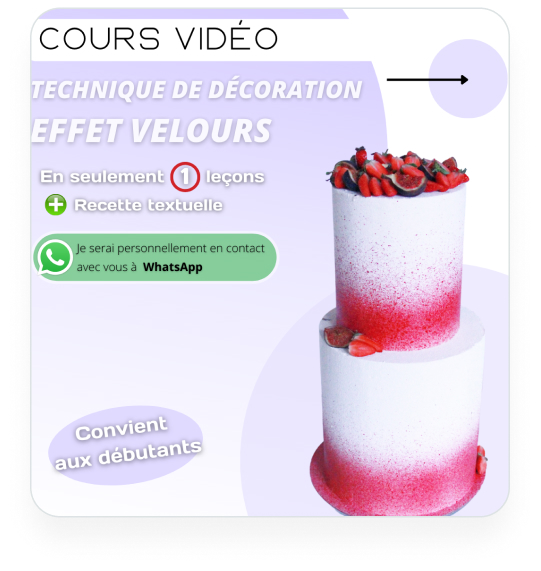 COURS VIDÉO
TECHNIQUE DE DÉCORATION
EFFET VELOURS
En seulement 1 leçons
Recette textuelle
Je serai personnellement en contact
avec vous à WhatsApp
Convient
aux débutants